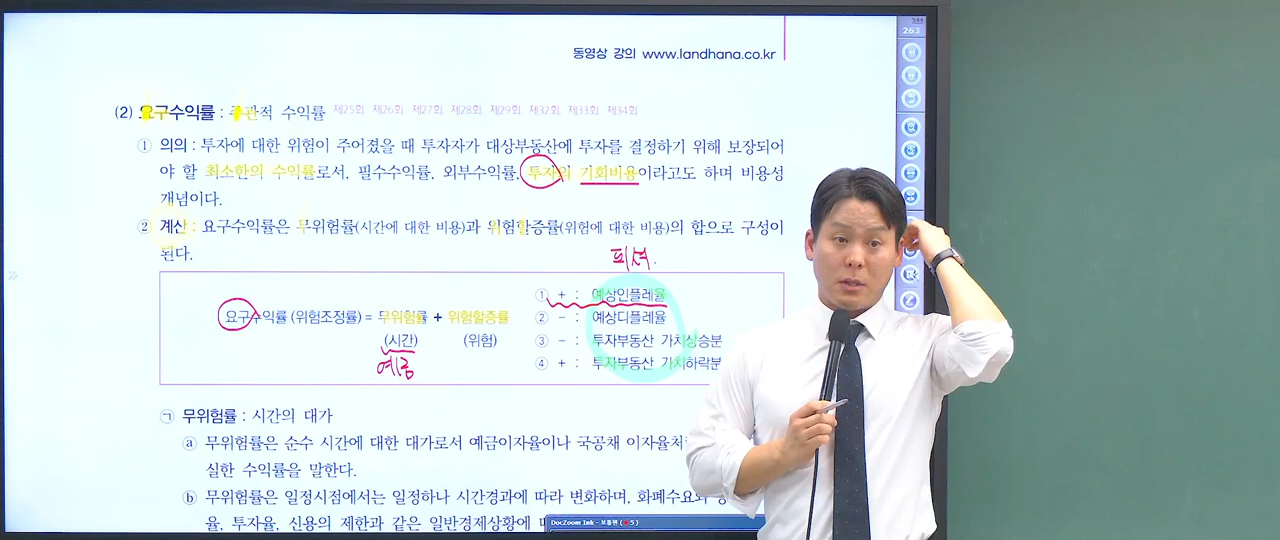 544
263
동영상 강의 www.landhana.co.kr
(2) 요구수익률 : 주관적 수익률 제25회 제26회 제27회 제28회 제29회 제32회 제33회 제34회
① 의의 : 투자에 대한 위험이 주어졌을 때 투자자가 대상부동산에 투자를 결정하기 위해 보장되어
야 할 최소한의 수익률로서, 필수수익률, 외부수익률, 투자의 기회비용이라고도 하며 비용성
개념이다.
② 계산 : 요구수익률은 무위험률(시간에 대한 비용)과 위험할증률(위험에 대한 비용)의 합으로 구성이
된다.
피셔.
요구수익률 (위험조정률) = 무위험률 + 위험할증률
(시간) (위험)
예금
① + : 예상인플레율
② - : 예상디플레율
③ - : 투자부동산 가치상승분
④ + : 투자부동산 가치하락분
㉠ 무위험률 : 시간의 대가
ⓐ 무위험률은 순수 시간에 대한 대가로서 예금이자율이나 국공채 이자율처
실한 수익률을 말한다.
ⓑ 무위험률은 일정시점에서는 일정하나 시간경과에 따라 변화하며, 화폐수요와
율, 투자율, 신용의 제한과 같은 일반경제상황에
DocZoom Ink - 보통펜 ( 5 )